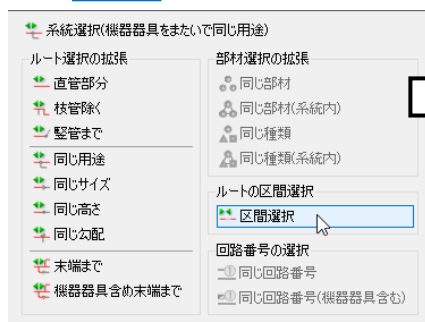 系統選択(機器器具をまたいで同じ用途)
ルート選択の拡張
直管部分
枝管除く
竪管まで
同じ用途
同じサイズ
同じ高さ
同じ勾配
末端まで
機器器具含め末端まで
部材選択の拡張
同じ部材
同じ部材(系統内)
同じ種類
同じ種類(系統内)
ルートの区間選択
区間選択
回路番号の選択
同じ回路番号
同じ回路番号(機器器具含む)